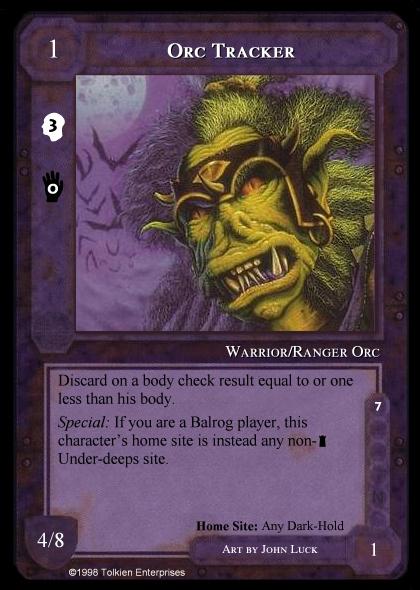 1
Orc Tracker
3
0
Warrior/Ranger Orc
Discard on a body check result equal to or one
less than his body.
Special: If you are a Balrog player, this
character's home site is instead any non-
Under-deeps site.
7
Home Site: Any Dark-Hold
4/8
Art by John Luck
1
©1998 Tolkien Enterprises